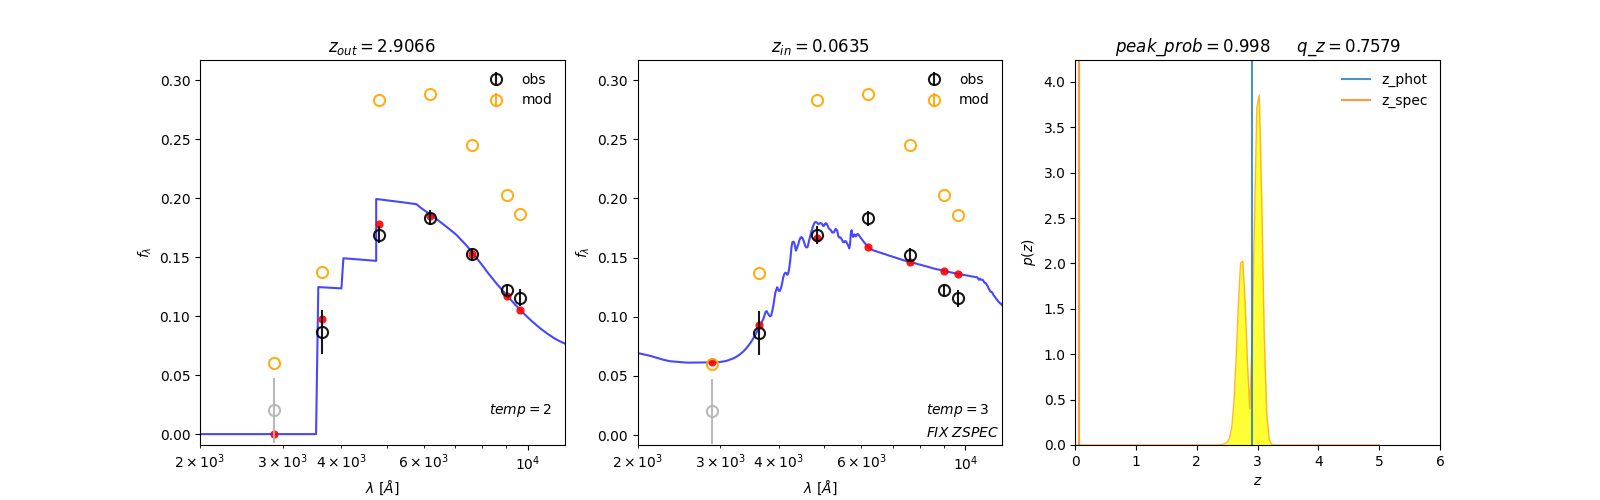 z_out = 2.9066
0.30
0.25
0.20
0.15
0.10
0.05
0.00
f_λ
obs
mod
temp = 2
2 × 10³ 3 × 10³ 4 × 10³ 6 × 10³ 10⁴
λ [Å]
z_in = 0.0635
0.30
0.25
0.20
0.15
0.10
0.05
0.00
f_λ
obs
mod
temp = 3
FIX ZSPEC
2 × 10³ 3 × 10³ 4 × 10³ 6 × 10³ 10⁴
λ [Å]
peak_prob = 0.998 q_z = 0.7579
4.0
3.5
3.0
2.5
2.0
1.5
1.0
0.5
0.0
p(z)
z_phot
z_spec
0 1 2 3 4 5 6
z